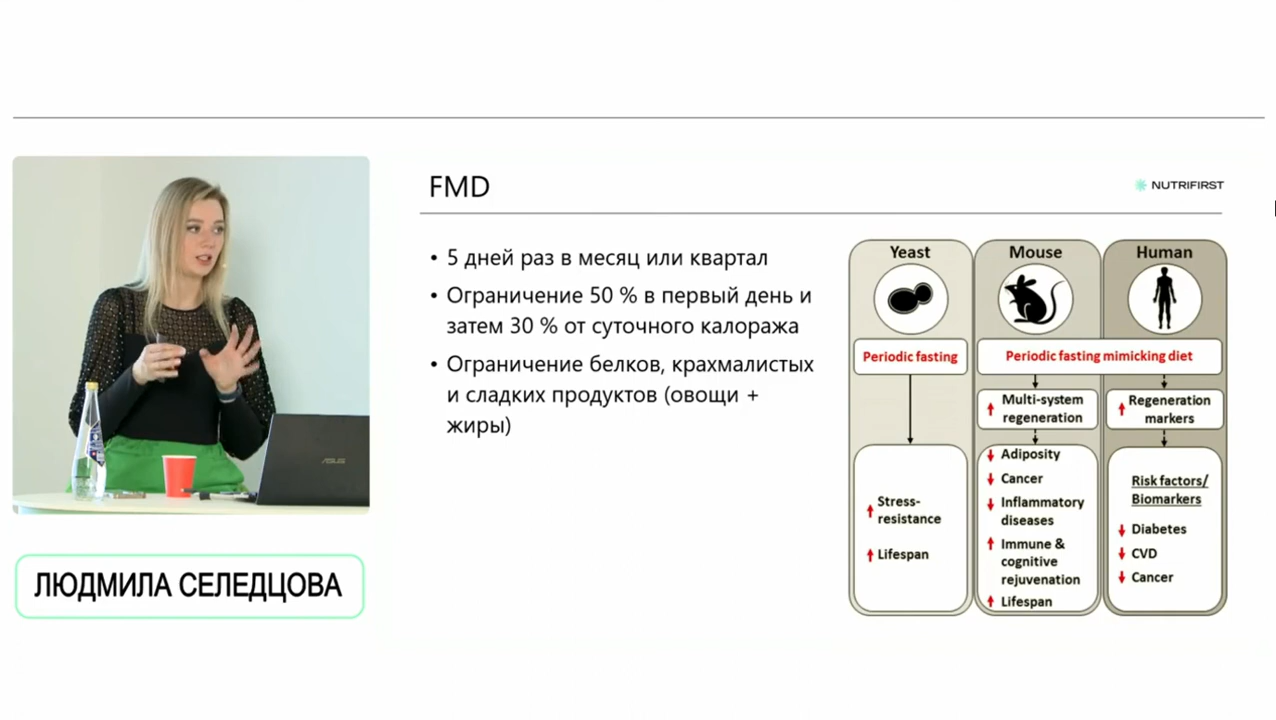 FMD
NUTRIFIRST
• 5 дней раз в месяц или квартал
• Ограничение 50 % в первый день и
затем 30 % от суточного калоража
• Ограничение белков, крахмалистых
и сладких продуктов (овощи +
жиры)
Yeast
Periodic fasting
Stress-
resistance
Lifespan
Mouse
Human
Periodic fasting mimicking diet
Multi-system
regeneration
Adiposity
Cancer
Inflammatory
diseases
Immune &
cognitive
rejuvenation
Lifespan
Regeneration
markers
Risk factors/
Biomarkers
Diabetes
CVD
Cancer
ASUS
ЛЮДМИЛА СЕЛЕДЦОВА